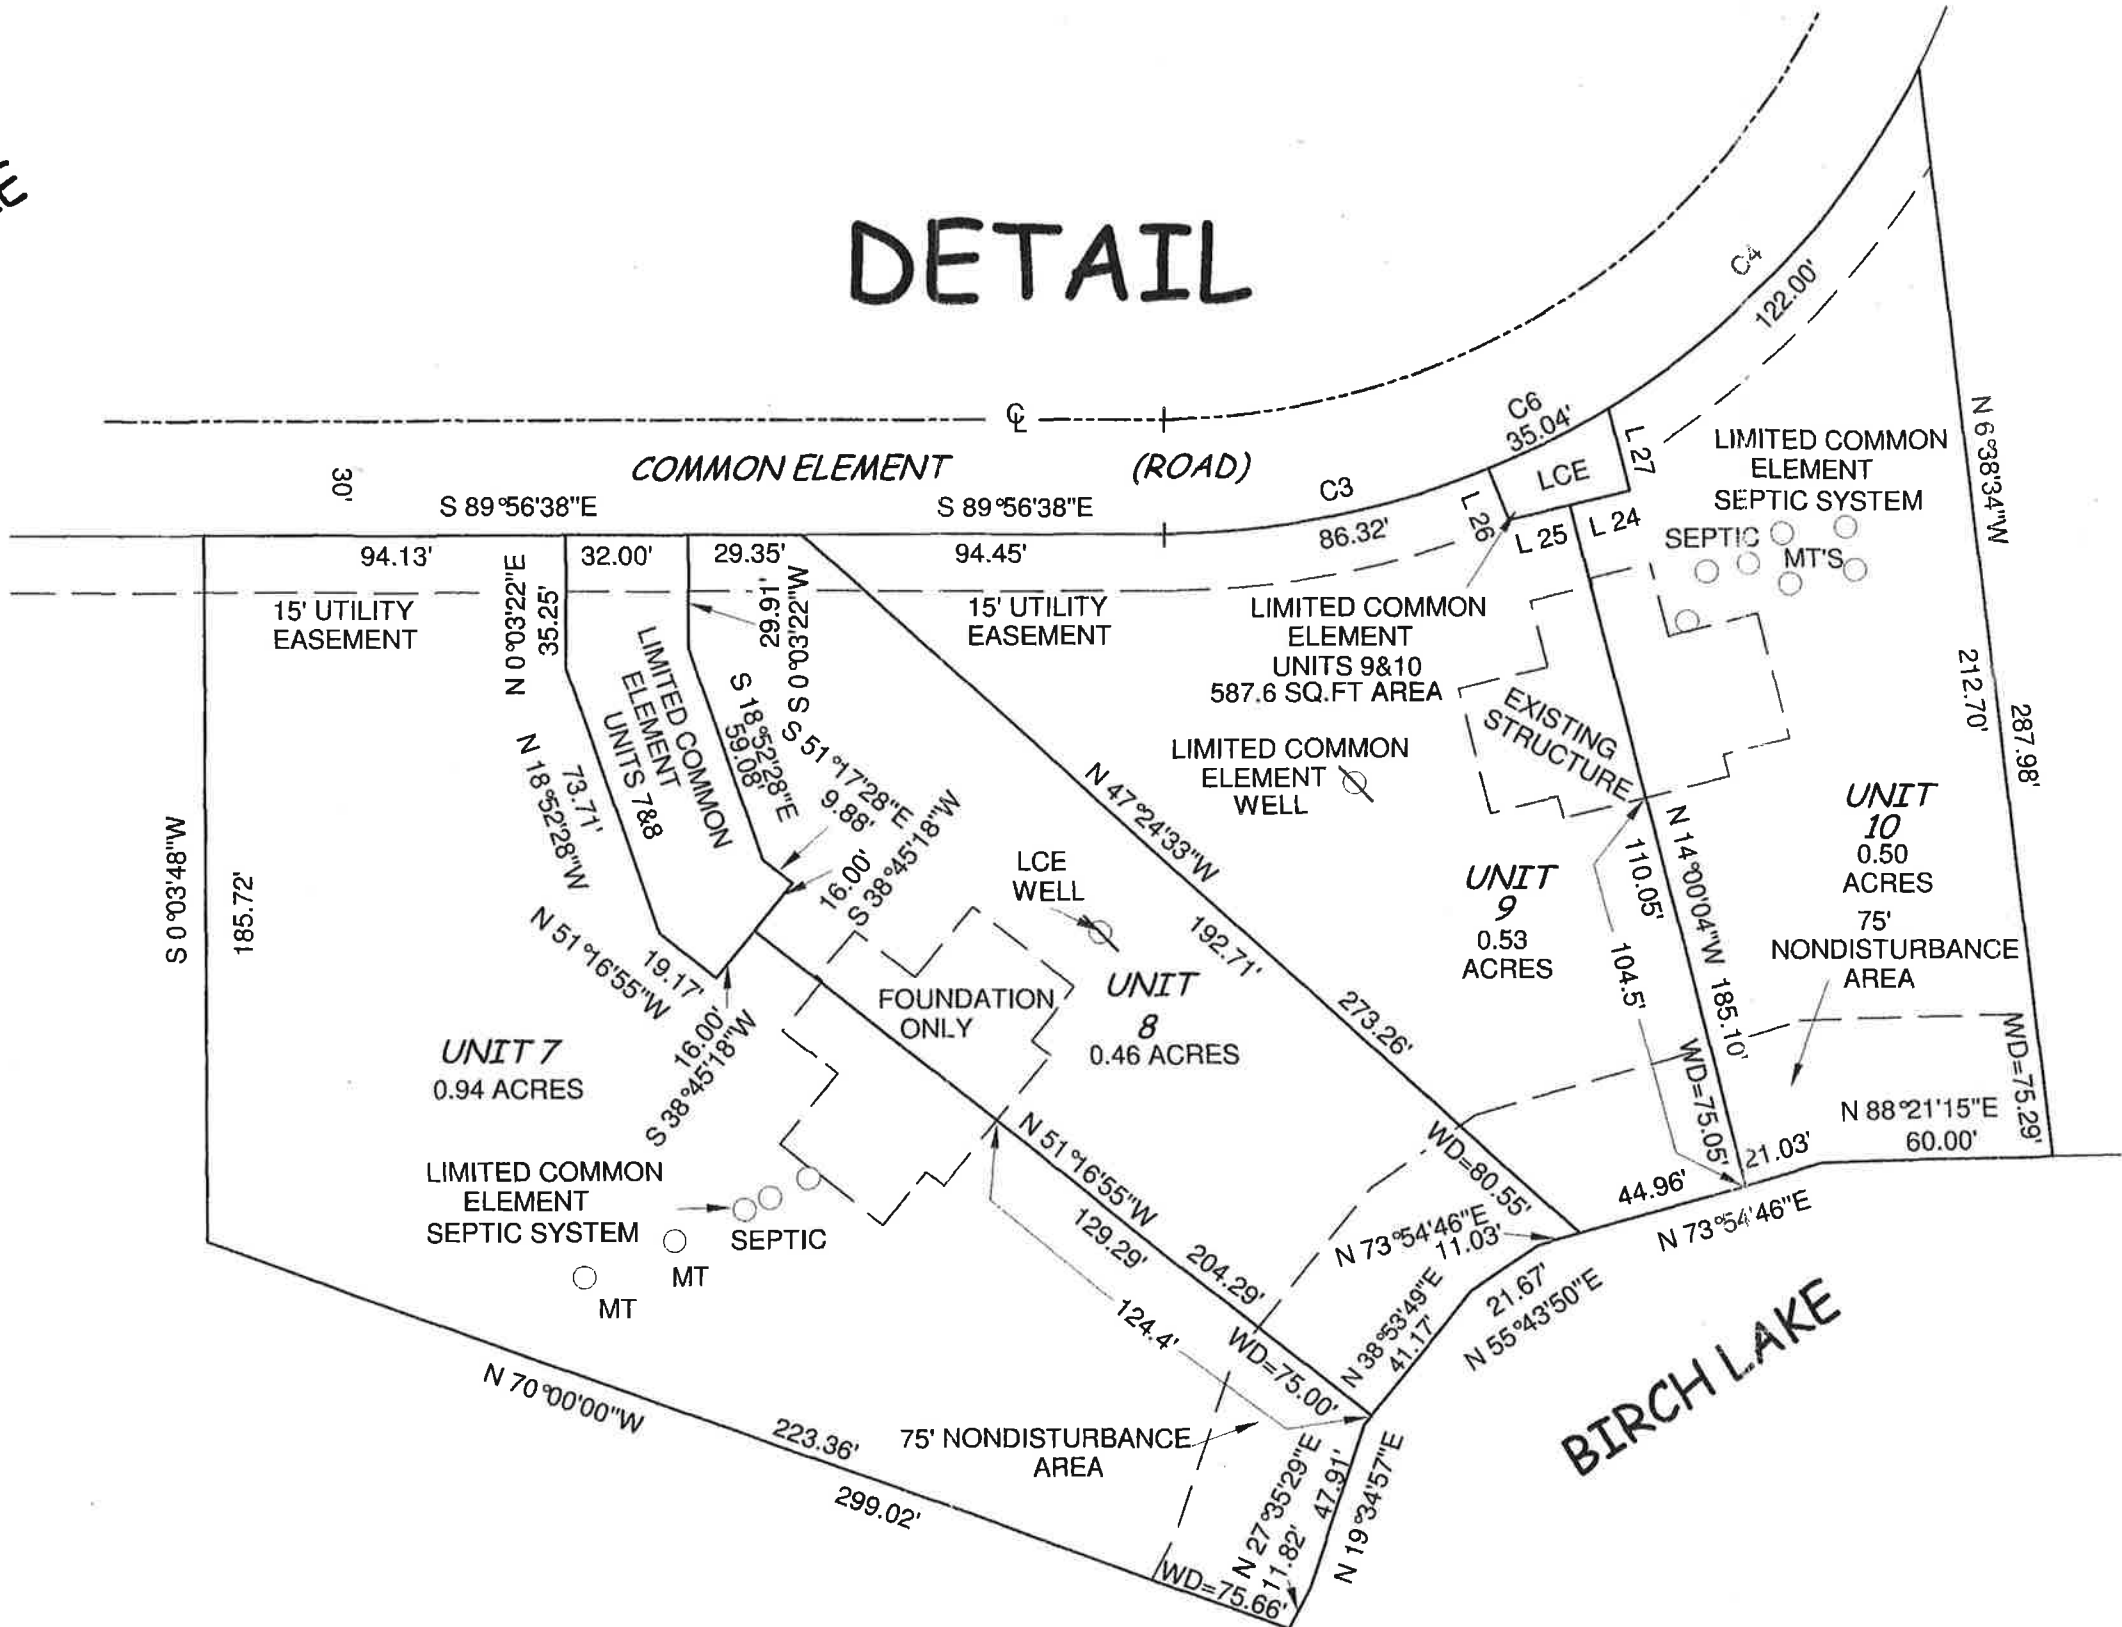 DETAIL
C4
122.00'
℄
C6
35.04'
30'
COMMON ELEMENT
(ROAD)
LCE
L 27
S 89°56'38"E
S 89°56'38"E
C3
86.32'
L 26
L 25
L 24
LIMITED COMMON
ELEMENT
SEPTIC SYSTEM
SEPTIC
MT'S
N 6°38'34"W
94.13'
32.00'
29.35'
94.45'
15' UTILITY
EASEMENT
N 0°03'22"E
35.25'
29.91'
S 0°03'22"W
15' UTILITY
EASEMENT
LIMITED COMMON
ELEMENT
UNITS 9&10
587.6 SQ.FT AREA
LIMITED COMMON
ELEMENT
UNITS 7&8
S 18°52'28"E
59.08'
S 51°17'28"E
9.88'
73.71'
N 18°52'28"W
16.00'
S 38°45'18"W
LIMITED COMMON
ELEMENT
WELL
EXISTING
STRUCTURE
212.70'
287.98'
N 47°24'33"W
192.71'
273.26'
S 0°03'48"W
185.72'
LCE
WELL
UNIT
9
0.53
ACRES
110.05'
N 14°00'04"W
185.10'
104.5'
UNIT
10
0.50
ACRES
75'
NONDISTURBANCE
AREA
N 51°16'55"W
19.17'
16.00'
S 38°45'18"W
FOUNDATION
ONLY
UNIT
8
0.46 ACRES
UNIT 7
0.94 ACRES
WD=75.05'
WD=75.29'
N 88°21'15"E
60.00'
21.03'
44.96'
N 73°54'46"E
WD=80.55'
N 73°54'46"E
11.03'
LIMITED COMMON
ELEMENT
SEPTIC SYSTEM
SEPTIC
MT
MT
N 51°16'55"W
129.29'
204.29'
124.4'
WD=75.00'
N 38°53'49"E
41.17'
21.67'
N 55°43'50"E
BIRCH LAKE
N 70°00'00"W
223.36'
299.02'
75' NONDISTURBANCE
AREA
N 27°35'29"E
11.82'
47.91'
N 19°34'57"E
WD=75.66'